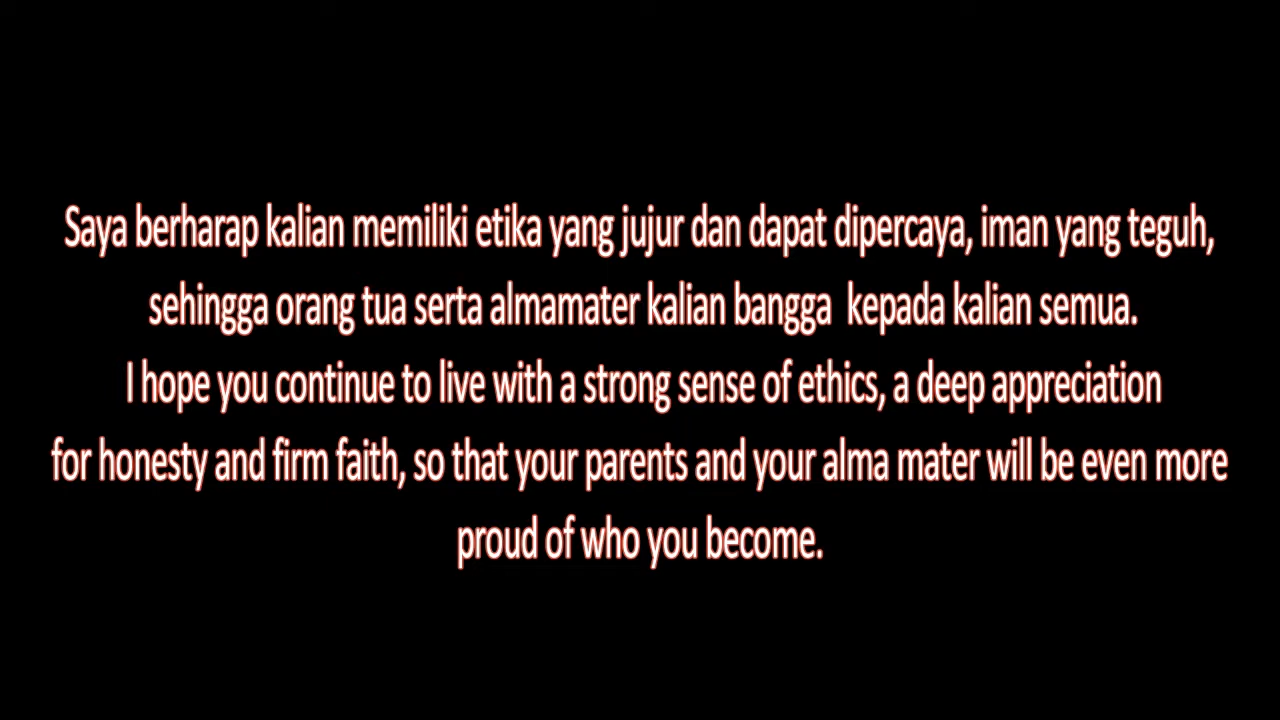 Saya berharap kalian memiliki etika yang jujur dan dapat dipercaya, iman yang teguh,
sehingga orang tua serta almamater kalian bangga  kepada kalian semua.
I hope you continue to live with a strong sense of ethics, a deep appreciation
for honesty and firm faith, so that your parents and your alma mater will be even more
proud of who you become.